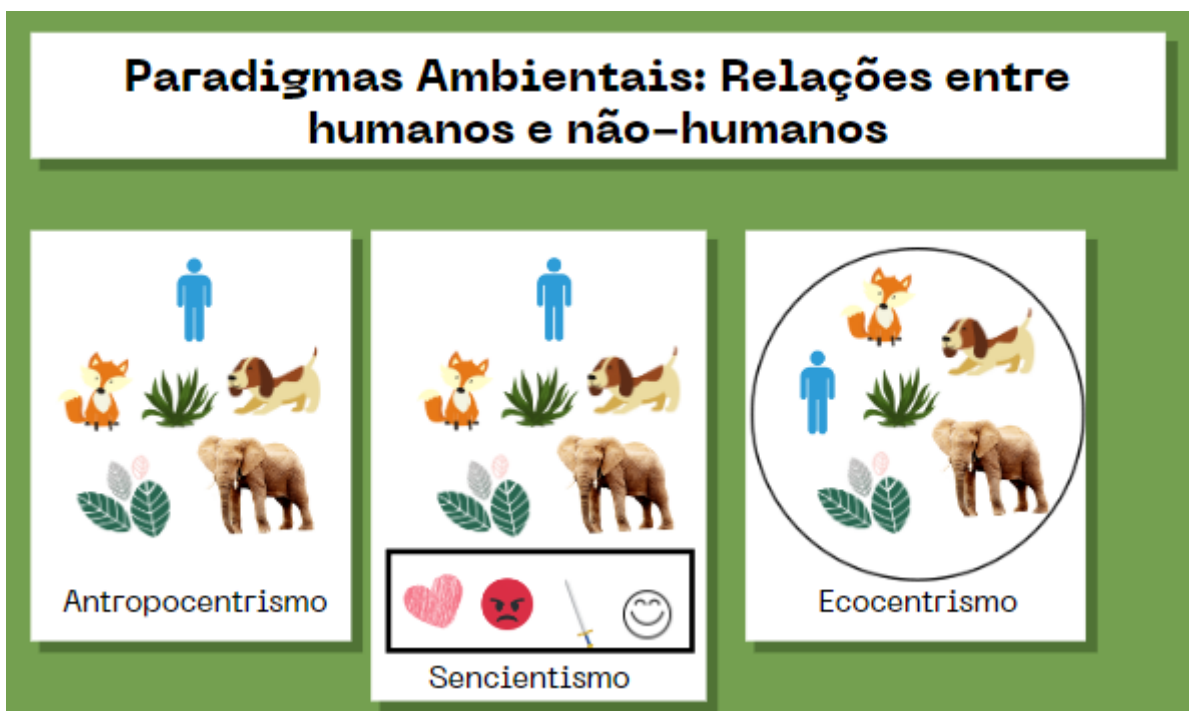 Paradigmas Ambientais: Relações entre
humanos e não-humanos
Antropocentrismo
Sencientismo
Ecocentrismo